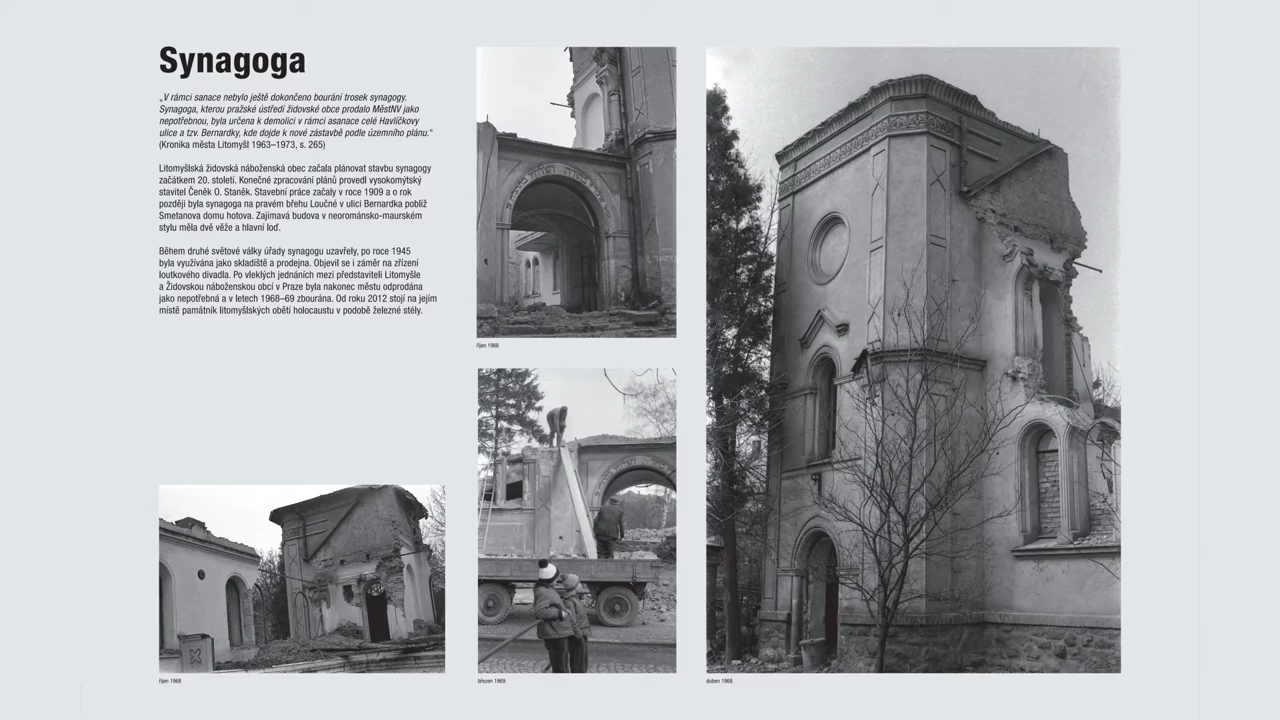 Synagoga
„V rámci sanace nebylo ještě dokončeno bourání trosek synagogy.
Synagoga, kterou pražské ústředí židovské obce prodalo MěstNV jako
nepotřebnou, byla určena k demolici v rámci asanace celé Havlíčkovy
ulice a tzv. Bernardky, kde dojde k nové zástavbě podle územního plánu.“
(Kronika města Litomyšl 1963–1973, s. 265)
Litomyšlská židovská náboženská obec začala plánovat stavbu synagogy
začátkem 20. století. Konečné zpracování plánů provedl vysokomýtský
stavitel Čeněk O. Staněk. Stavební práce začaly v roce 1909 a o rok
později byla synagoga na pravém břehu Loučné v ulici Bernardka poblíž
Smetanova domu hotova. Zajímavá budova v neorománsko-maurském
stylu měla dvě věže a hlavní loď.
Během druhé světové války úřady synagogu uzavřely, po roce 1945
byla využívána jako skladiště a prodejna. Objevil se i záměr na zřízení
loutkového divadla. Po vleklých jednáních mezi představiteli Litomyšle
a Židovskou náboženskou obcí v Praze byla nakonec městu odprodána
jako nepotřebná a v letech 1968–69 zbourána. Od roku 2012 stojí na jejím
místě památník litomyšlských obětí holocaustu v podobě železné stély.
říjen 1968
říjen 1968
březen 1969
duben 1968